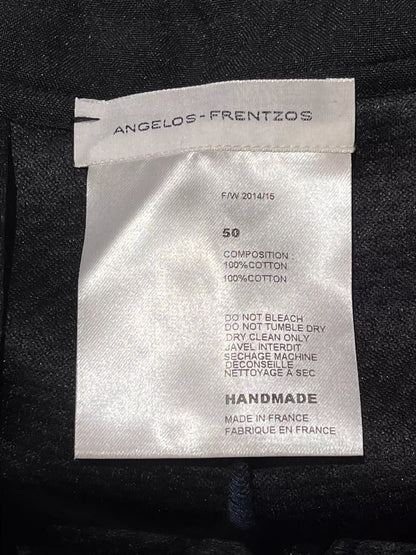 ANGELOS-FRENTZOS
F/W 2014/15
50
COMPOSITION :
100%COTTON
100%COTTON
DO NOT BLEACH
DO NOT TUMBLE DRY
DRY CLEAN ONLY
JAVEL INTERDIT
SECHAGE MACHINE
DECONSEILLE
NETTOYAGE À SEC
HANDMADE
MADE IN FRANCE
FABRIQUE EN FRANCE